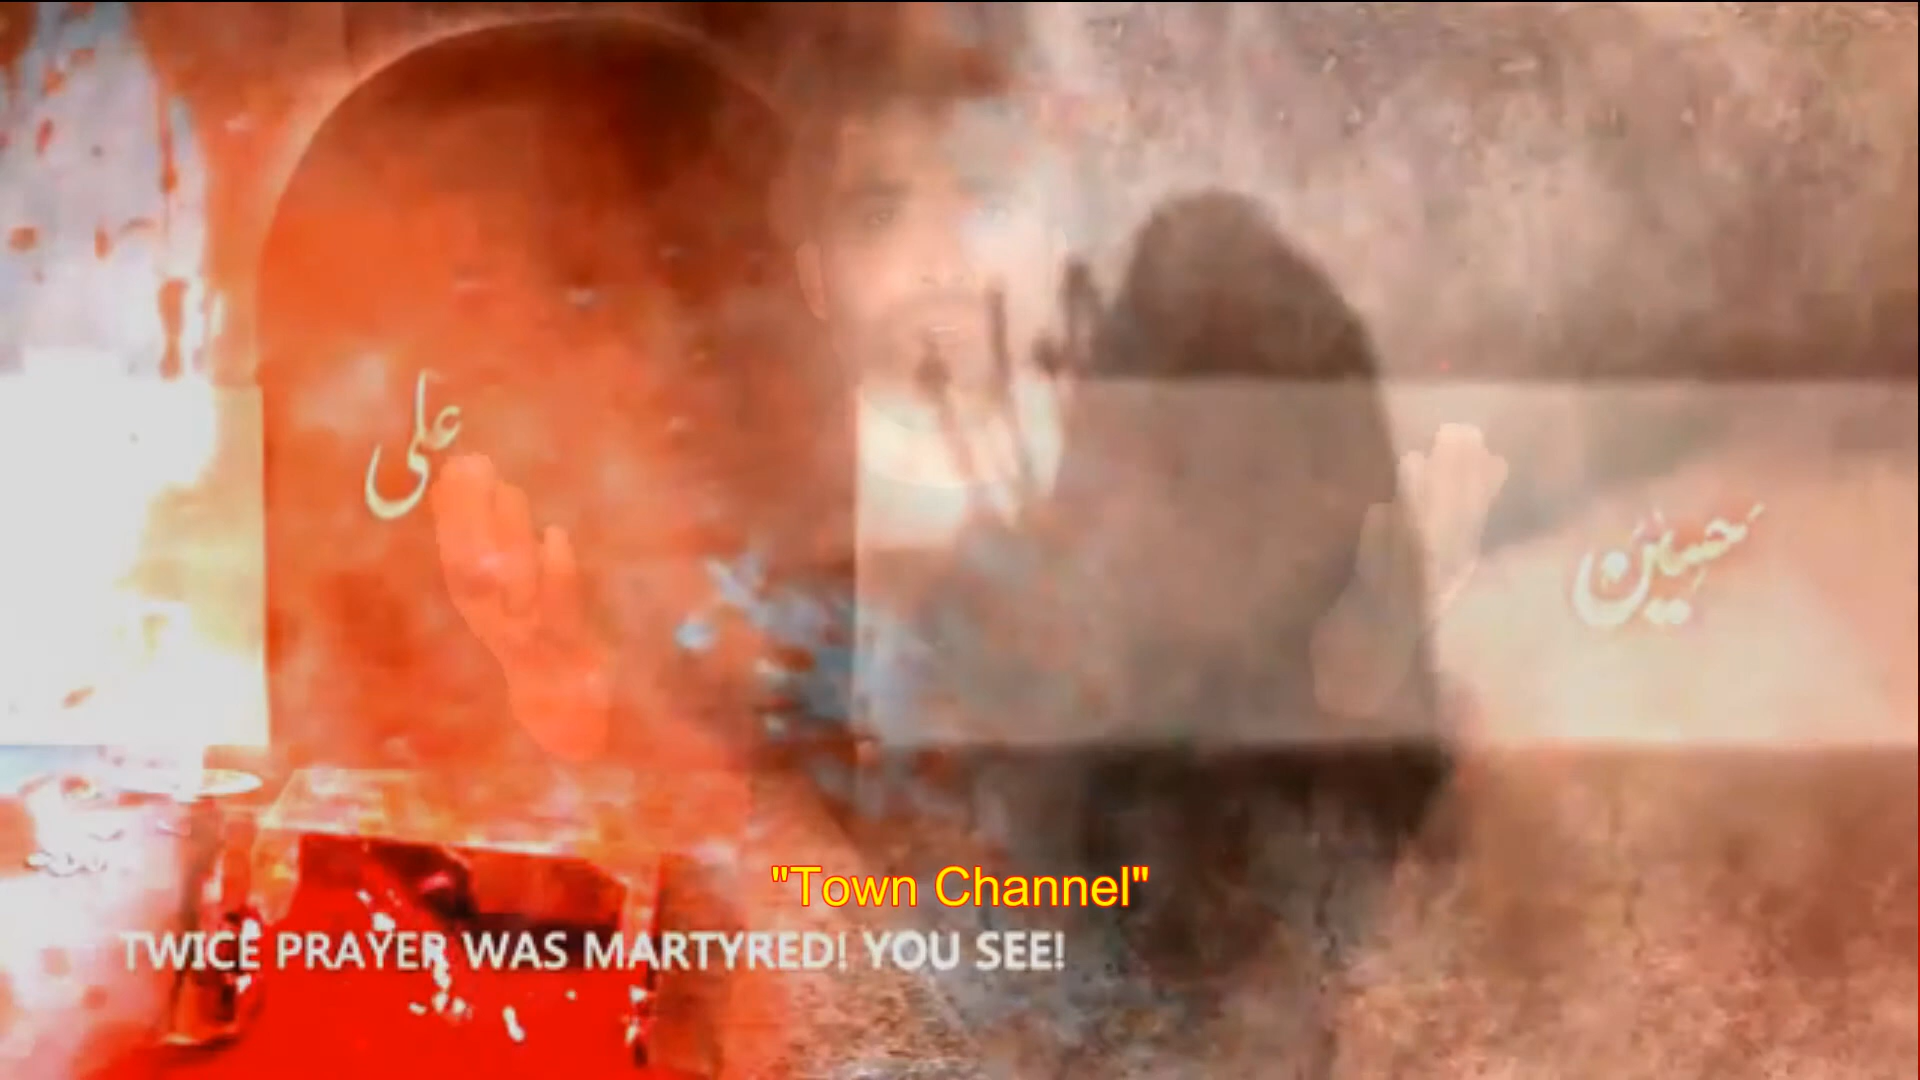 علی
حسین
"Town Channel"
TWICE PRAYER WAS MARTYRED! YOU SEE!